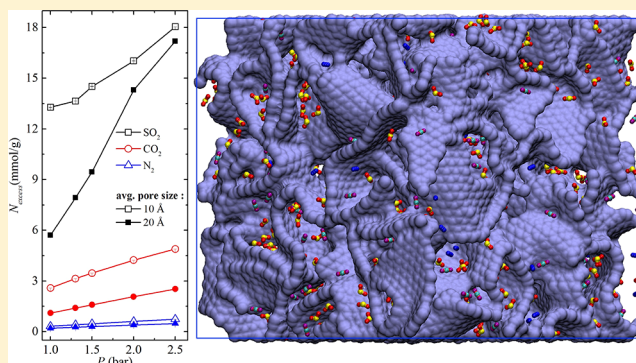 18
15
12
9
6
3
0
N_excess (mmol/g)
SO₂
CO₂
N₂
avg. pore size :
10 Å
20 Å
1.0 1.5 2.0 2.5
P (bar)